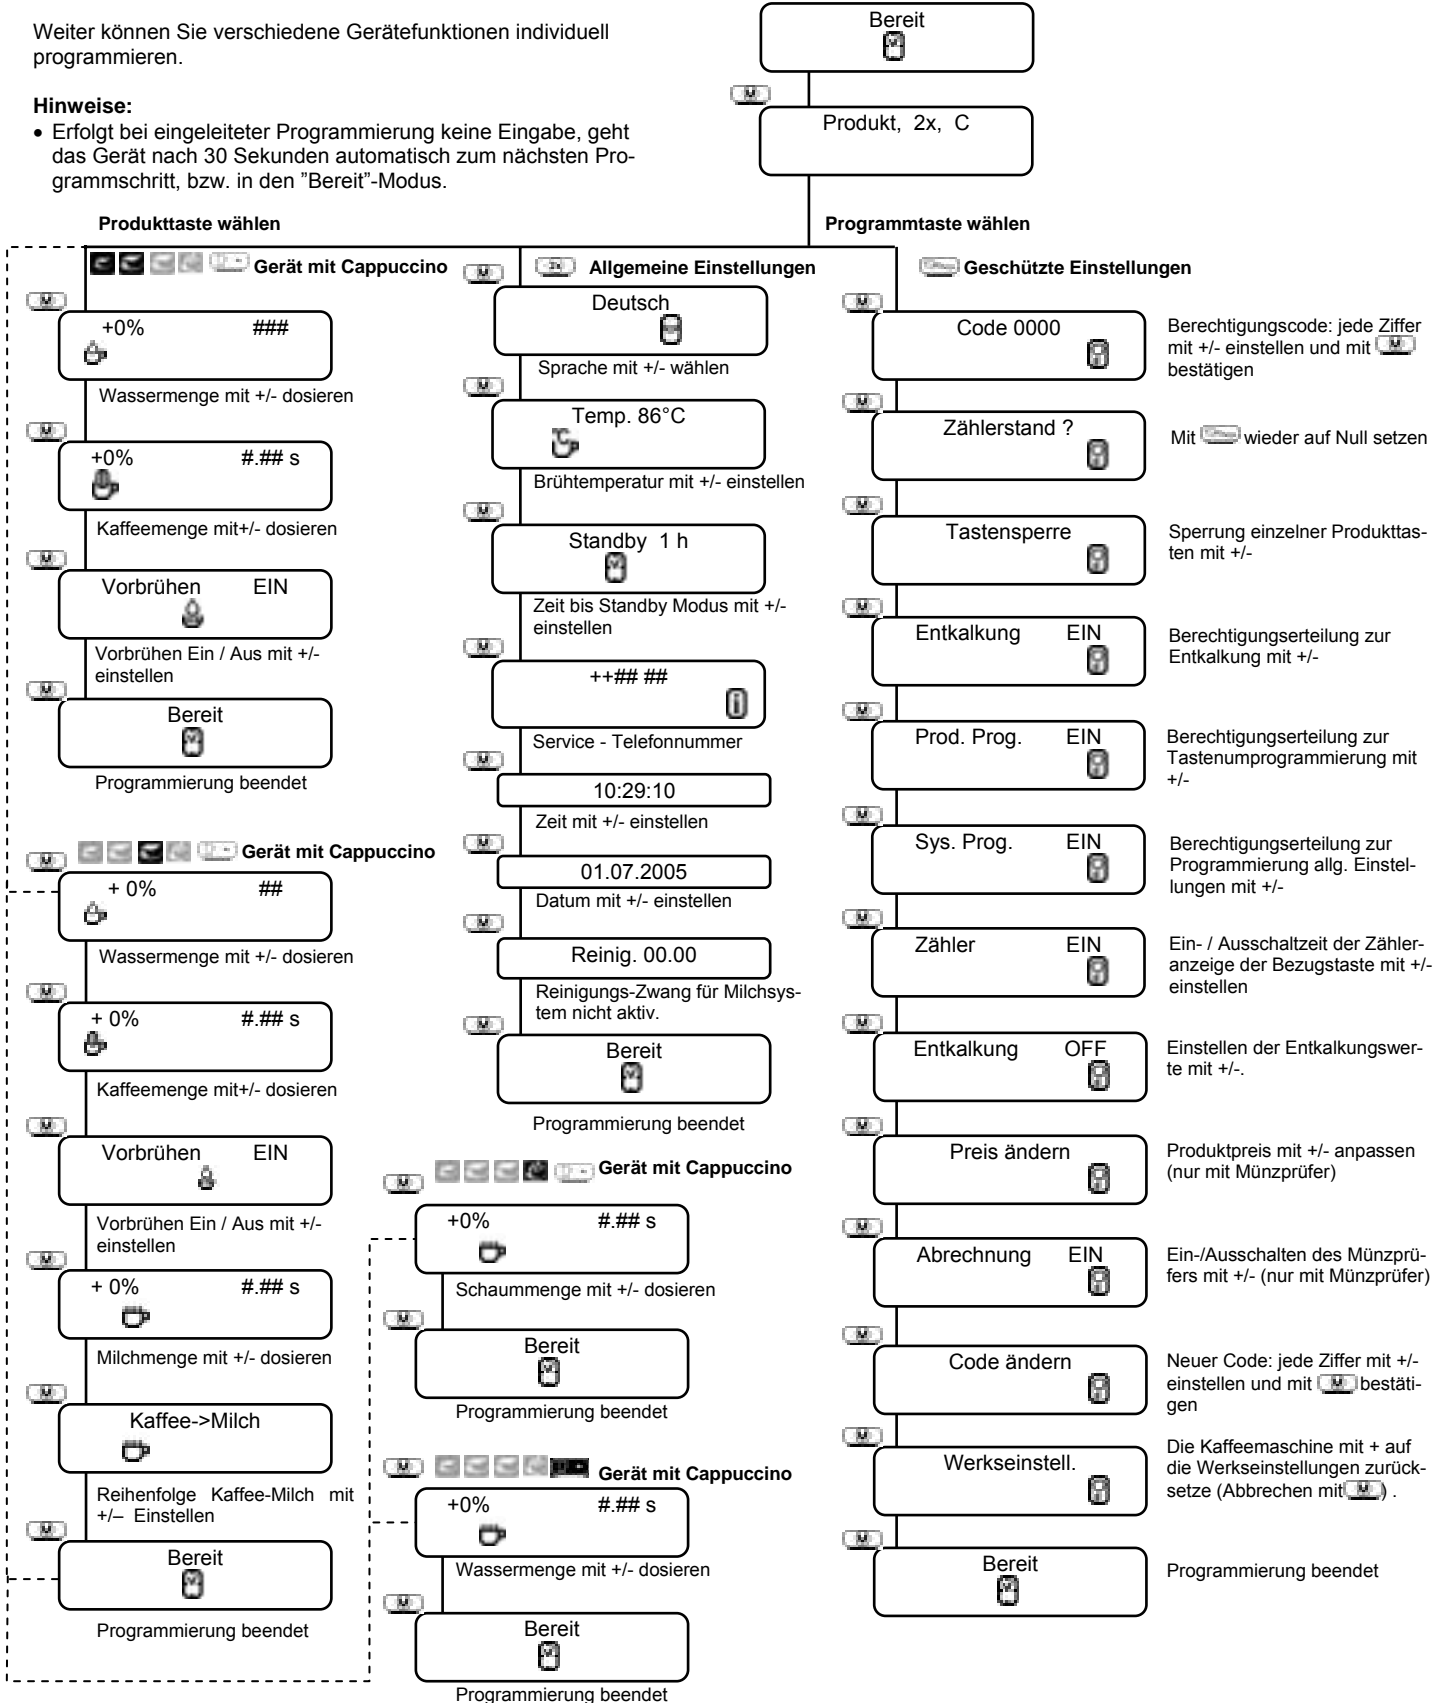 Weiter können Sie verschiedene Gerätefunktionen individuell
programmieren.
Hinweise:
• Erfolgt bei eingeleiteter Programmierung keine Eingabe, geht
das Gerät nach 30 Sekunden automatisch zum nächsten Pro-
grammschritt, bzw. in den ”Bereit”-Modus.
Bereit
M
Produkt, 2x, C
Produkttaste wählen
Programmtaste wählen
Gerät mit Cappuccino
M
+0% ###
Wassermenge mit +/- dosieren
M
+0% #.## s
Kaffeemenge mit+/- dosieren
M
Vorbrühen EIN
Vorbrühen Ein / Aus mit +/-
einstellen
M
Bereit
Programmierung beendet
M
Gerät mit Cappuccino
+ 0% ##
Wassermenge mit +/- dosieren
M
+ 0% #.## s
Kaffeemenge mit+/- dosieren
M
Vorbrühen EIN
Vorbrühen Ein / Aus mit +/-
einstellen
M
+ 0% #.## s
Milchmenge mit +/- dosieren
M
Kaffee->Milch
Reihenfolge Kaffee-Milch mit
+/– Einstellen
M
Bereit
Programmierung beendet
M
2x Allgemeine Einstellungen
Deutsch
Sprache mit +/- wählen
M
Temp. 86°C
°C
Brühtemperatur mit +/- einstellen
M
Standby 1 h
Zeit bis Standby Modus mit +/-
einstellen
M
++## ##
i
Service - Telefonnummer
M
10:29:10
Zeit mit +/- einstellen
M
01.07.2005
Datum mit +/- einstellen
M
Reinig. 00.00
Reinigungs-Zwang für Milchsys-
tem nicht aktiv.
M
Bereit
Programmierung beendet
M
Gerät mit Cappuccino
+0% #.## s
Schaummenge mit +/- dosieren
M
Bereit
Programmierung beendet
M
Gerät mit Cappuccino
+0% #.## s
Wassermenge mit +/- dosieren
M
Bereit
Programmierung beendet
Geschützte Einstellungen
M
Code 0000
Berechtigungscode: jede Ziffer
mit +/- einstellen und mit M
bestätigen
M
Zählerstand ?
Mit wieder auf Null setzen
M
Tastensperre
Sperrung einzelner Produkttas-
ten mit +/-
M
Entkalkung EIN
Berechtigungserteilung zur
Entkalkung mit +/-
M
Prod. Prog. EIN
Berechtigungserteilung zur
Tastenumprogrammierung mit
+/-
M
Sys. Prog. EIN
Berechtigungserteilung zur
Programmierung allg. Einstel-
lungen mit +/-
M
Zähler EIN
Ein- / Ausschaltzeit der Zähler-
anzeige der Bezugstaste mit +/-
einstellen
M
Entkalkung OFF
Einstellen der Entkalkungswer-
te mit +/-.
M
Preis ändern
Produktpreis mit +/- anpassen
(nur mit Münzprüfer)
M
Abrechnung EIN
Ein-/Ausschalten des Münzprü-
fers mit +/- (nur mit Münzprüfer)
M
Code ändern
Neuer Code: jede Ziffer mit +/-
einstellen und mit M bestäti-
gen
M
Werkseinstell.
Die Kaffeemaschine mit + auf
die Werkseinstellungen zurück-
setze (Abbrechen mit M ) .
M
Bereit
Programmierung beendet